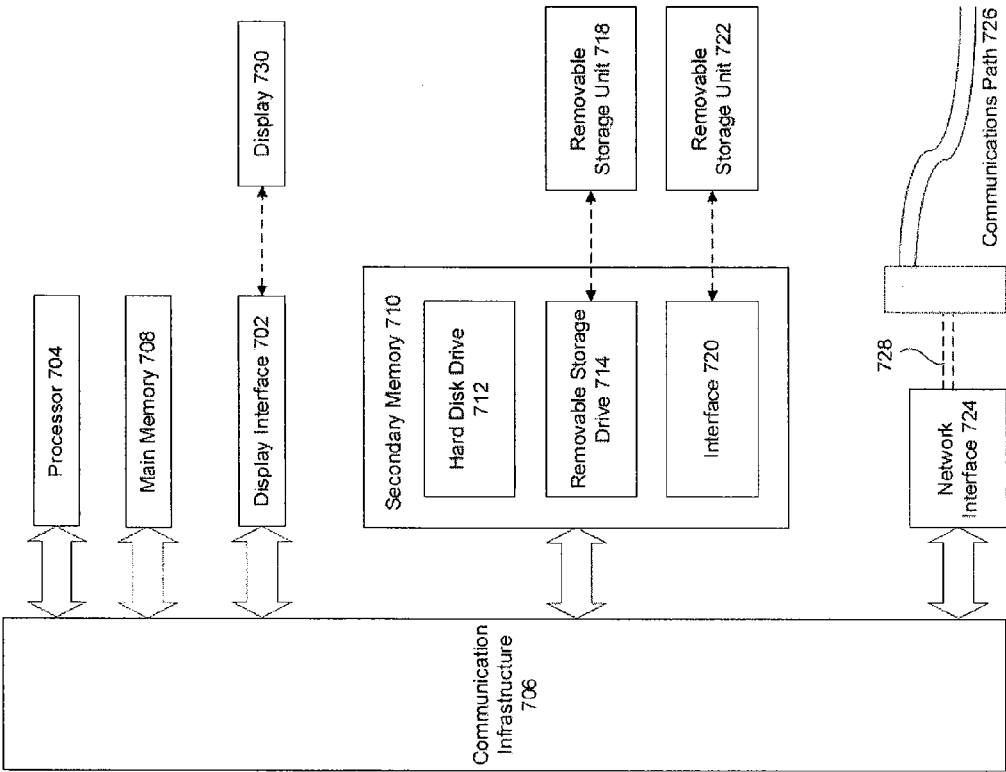 Processor 704
Main Memory 708
Display Interface 702
Display 730
Secondary Memory 710
Hard Disk Drive
712
Removable Storage
Drive 714
Interface 720
Removable
Storage Unit 718
Removable
Storage Unit 722
728
Network
Interface 724
Communications Path 726
Communication
Infrastructure
706